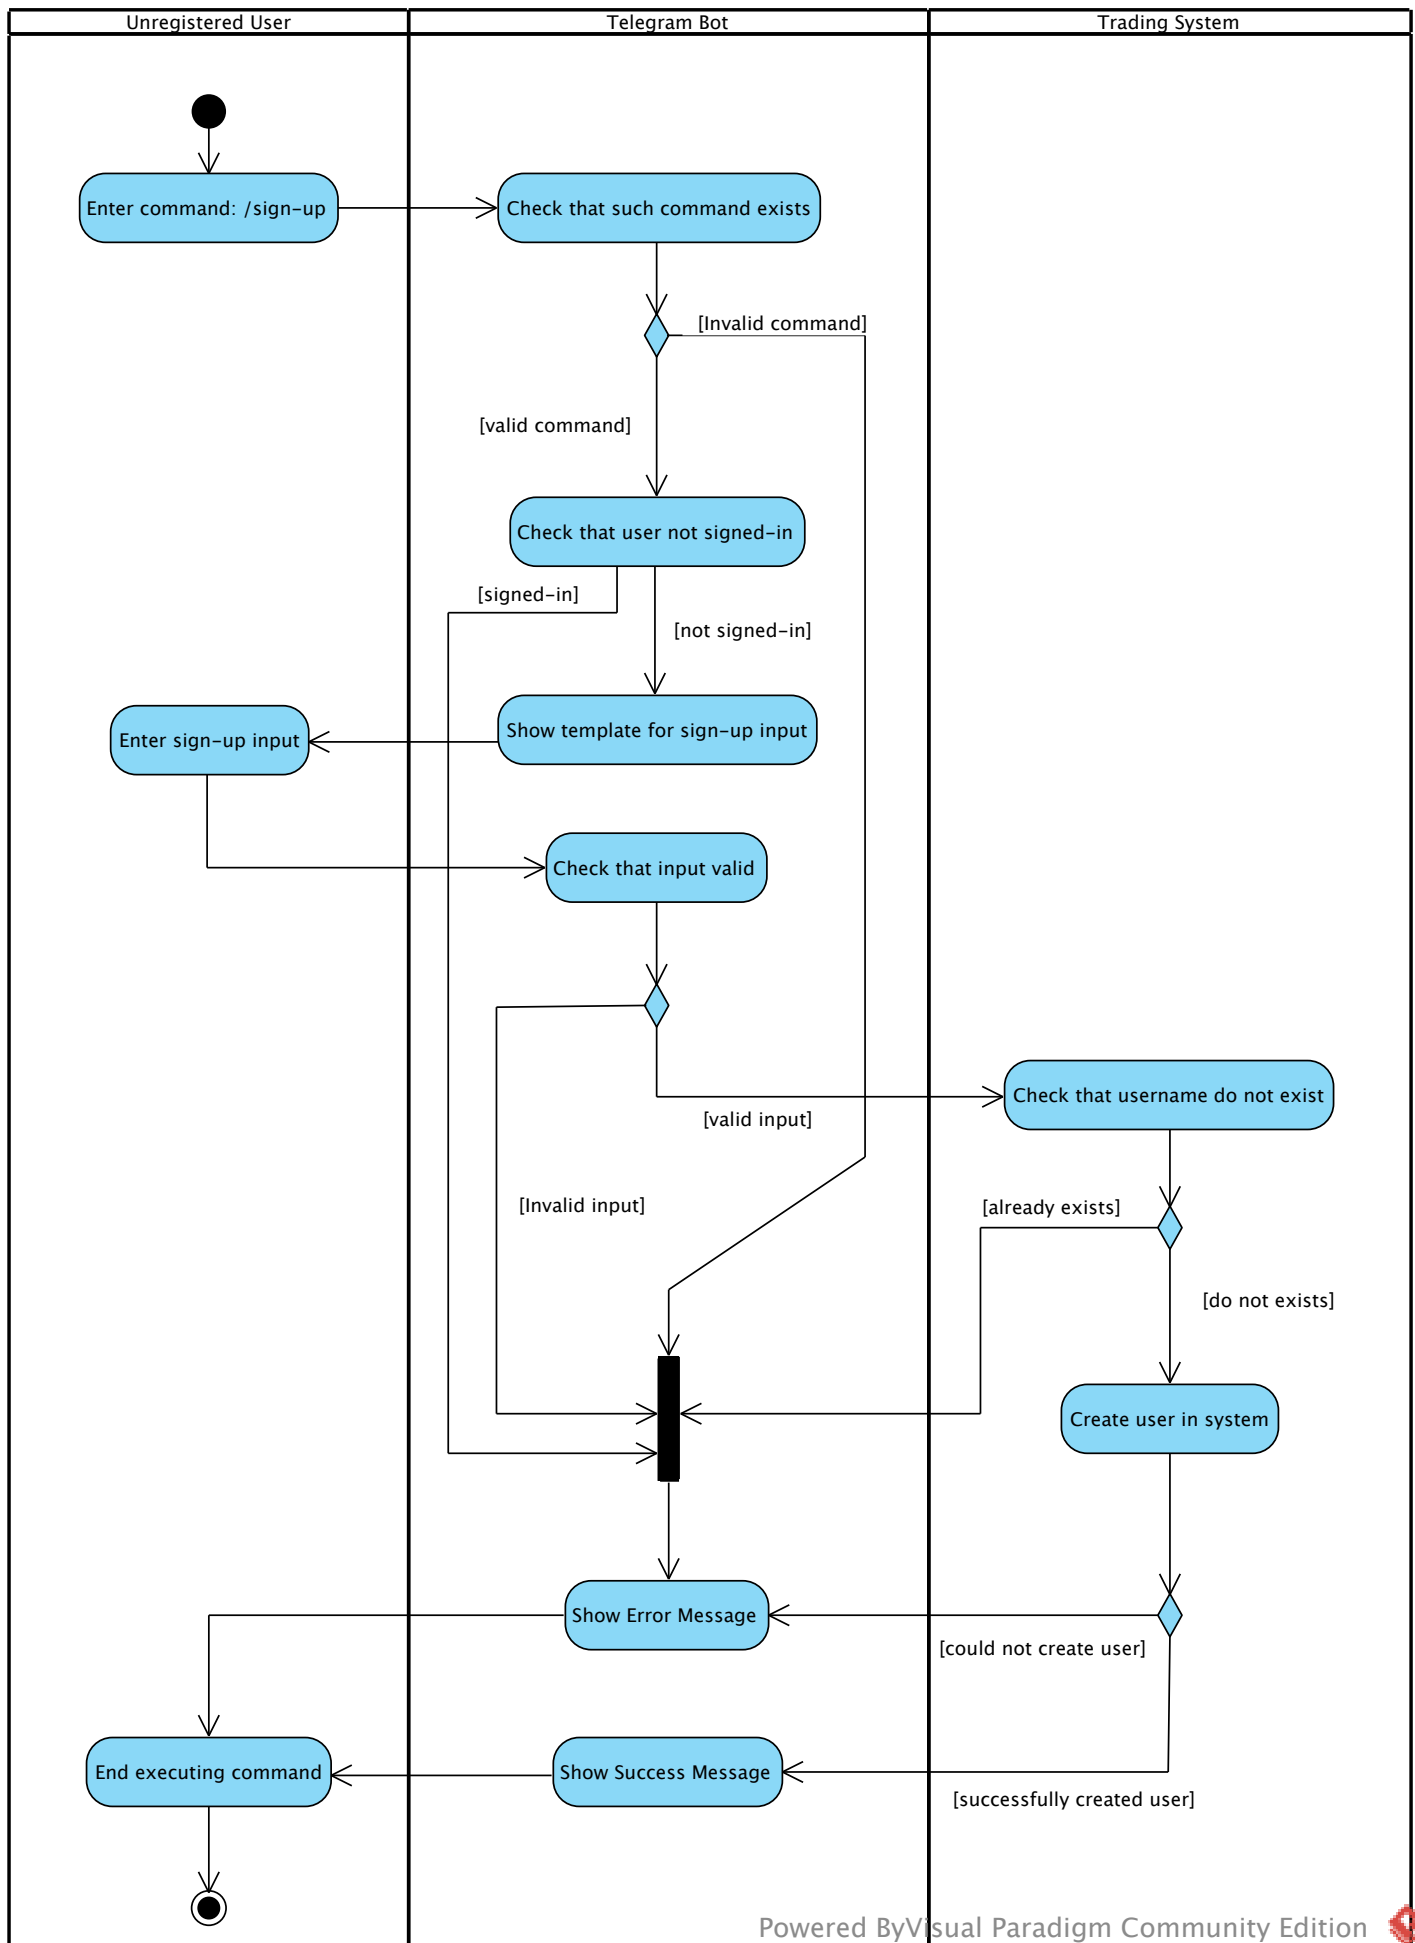 Unregistered User
Telegram Bot
Trading System
Enter command: /sign-up
Check that such command exists
[Invalid command]
[valid command]
Check that user not signed-in
[signed-in]
[not signed-in]
Show template for sign-up input
Enter sign-up input
Check that input valid
Check that username do not exist
[valid input]
[Invalid input]
[already exists]
[do not exists]
Create user in system
Show Error Message
[could not create user]
End executing command
Show Success Message
[successfully created user]
Powered ByVisual Paradigm Community Edition